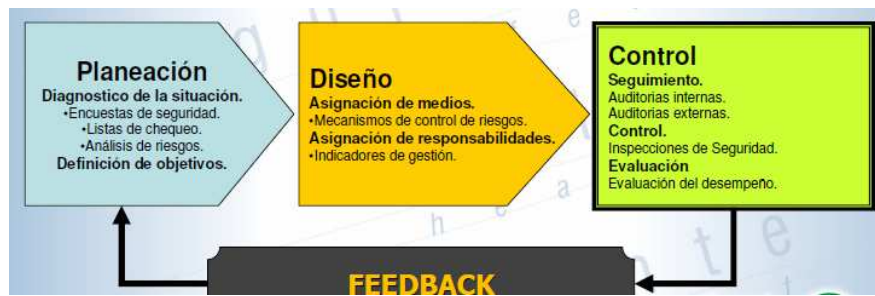 Planeación
Diagnostico de la situación.
•Encuestas de seguridad.
•Listas de chequeo.
•Análisis de riesgos.
Definición de objetivos.
Diseño
Asignación de medios.
•Mecanismos de control de riesgos.
Asignación de responsabilidades.
•Indicadores de gestión.
Control
Seguimiento.
Auditorias internas.
Auditorias externas.
Control.
Inspecciones de Seguridad.
Evaluación
Evaluación del desempeño.
FEEDBACK